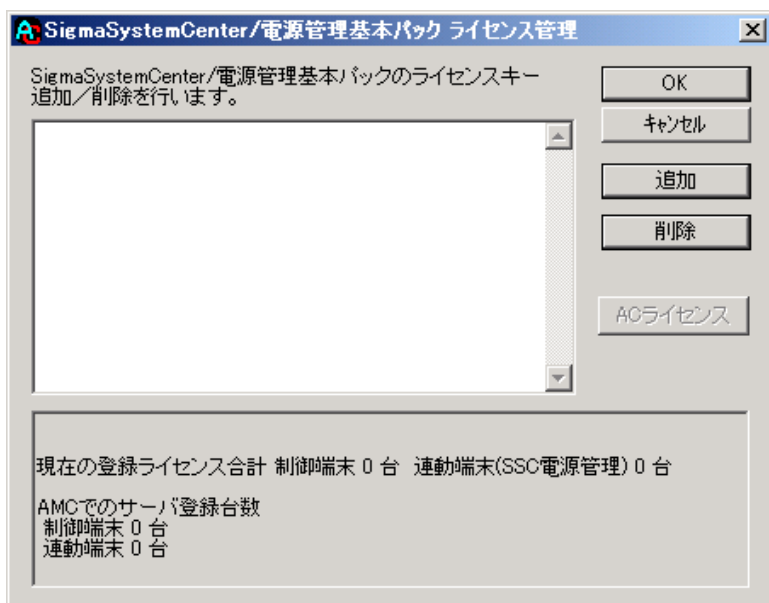 SigmaSystemCenter/電源管理基本パック ライセンス管理
SigmaSystemCenter/電源管理基本パックのライセンスキー
追加/削除を行います。
OK
キャンセル
追加
削除
ACライセンス
現在の登録ライセンス合計 制御端末 0 台 連動端末(SSC電源管理) 0 台
AMCでのサーバ登録台数
制御端末 0 台
連動端末 0 台